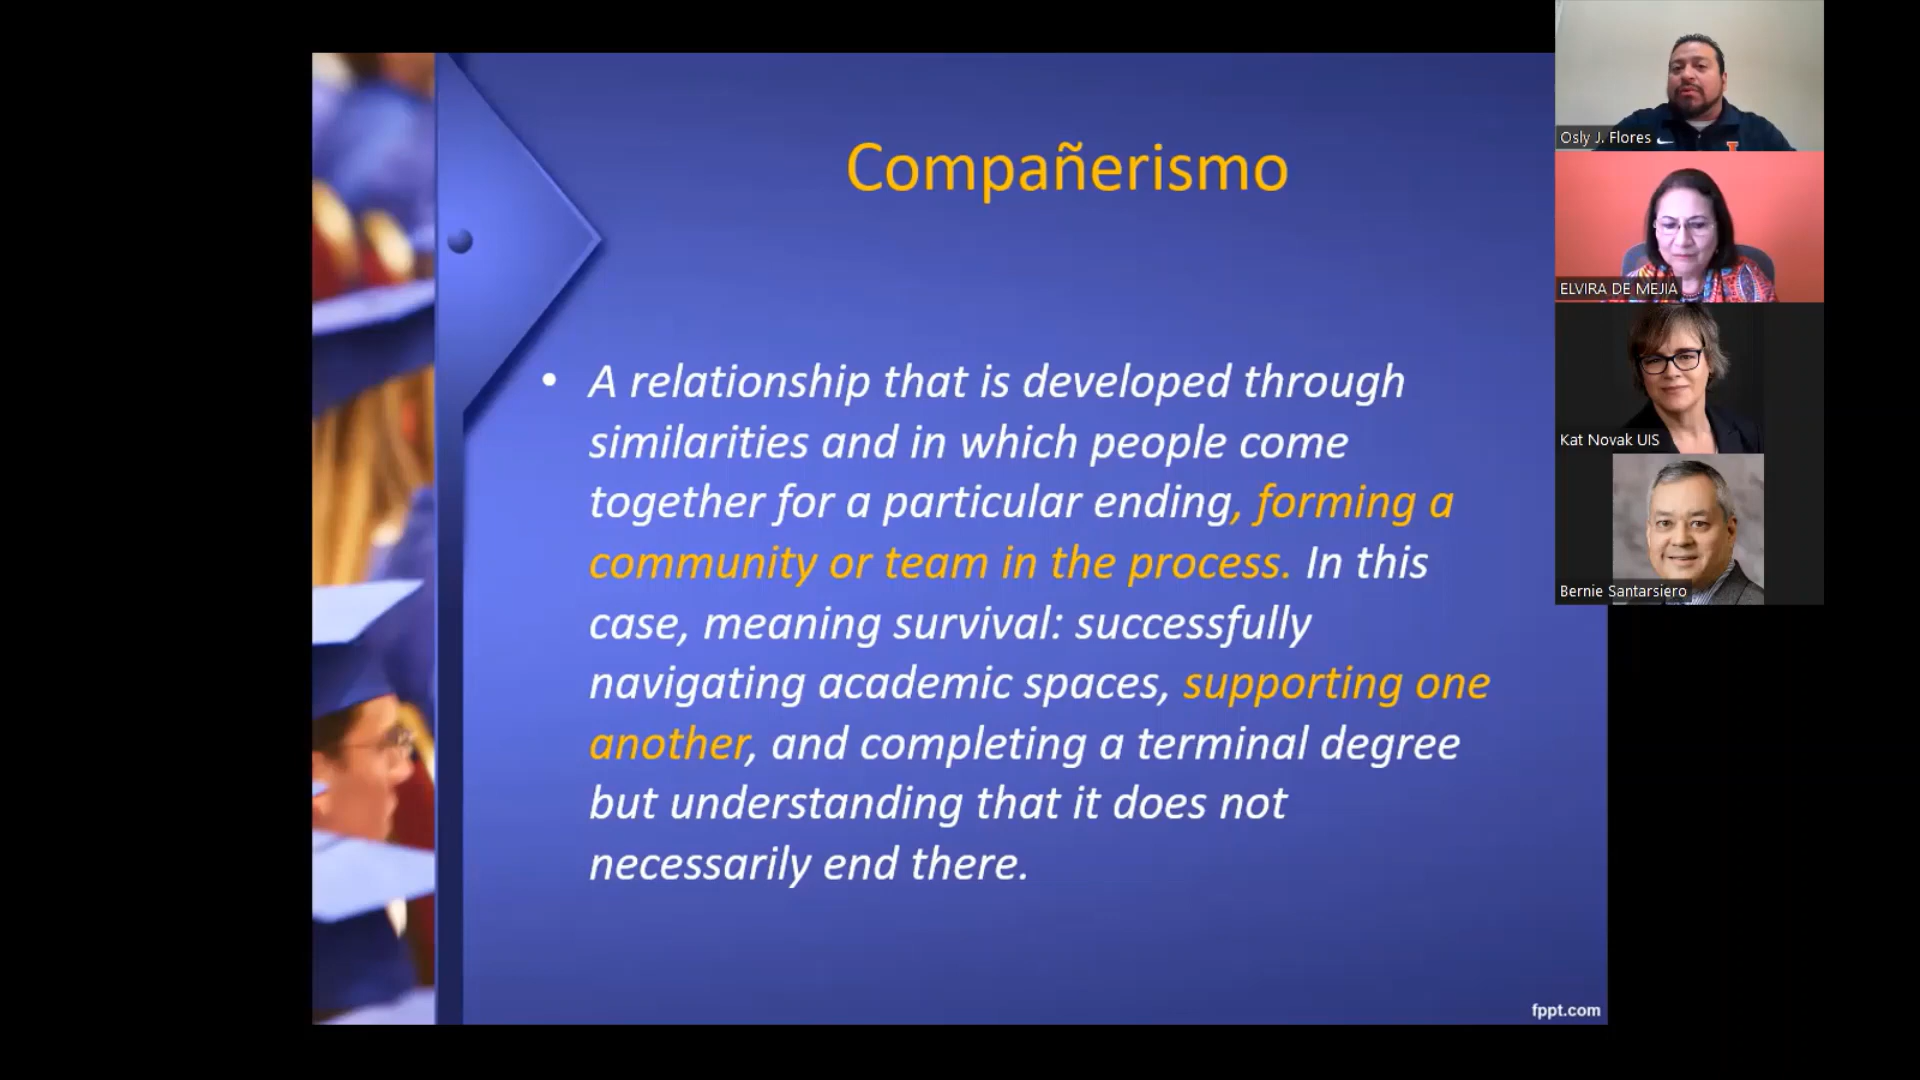 Compañerismo
• A relationship that is developed through
similarities and in which people come
together for a particular ending, forming a
community or team in the process. In this
case, meaning survival: successfully
navigating academic spaces, supporting one
another, and completing a terminal degree
but understanding that it does not
necessarily end there.
fppt.com
Osly J. Flores
ELVIRA DE MEJIA
Kat Novak UIS
Bernie Santarsiero